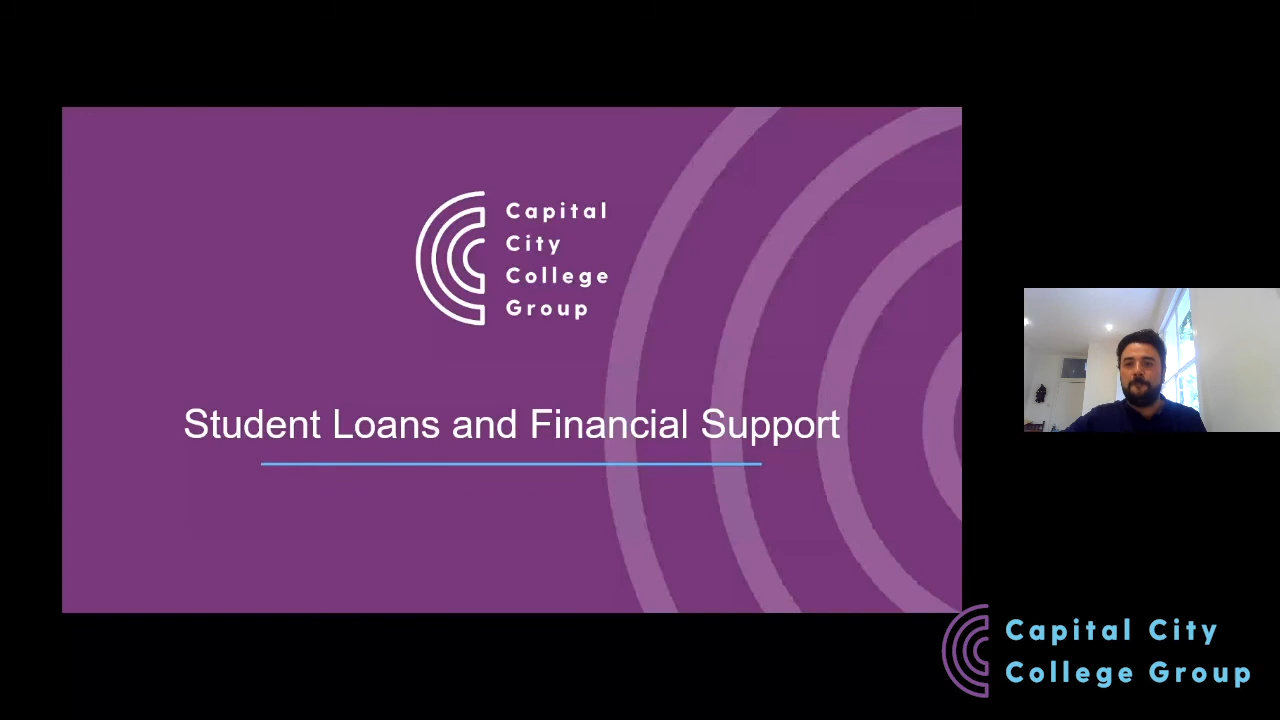 Capital
City
College
Group
Student Loans and Financial Support
Capital City
College Group